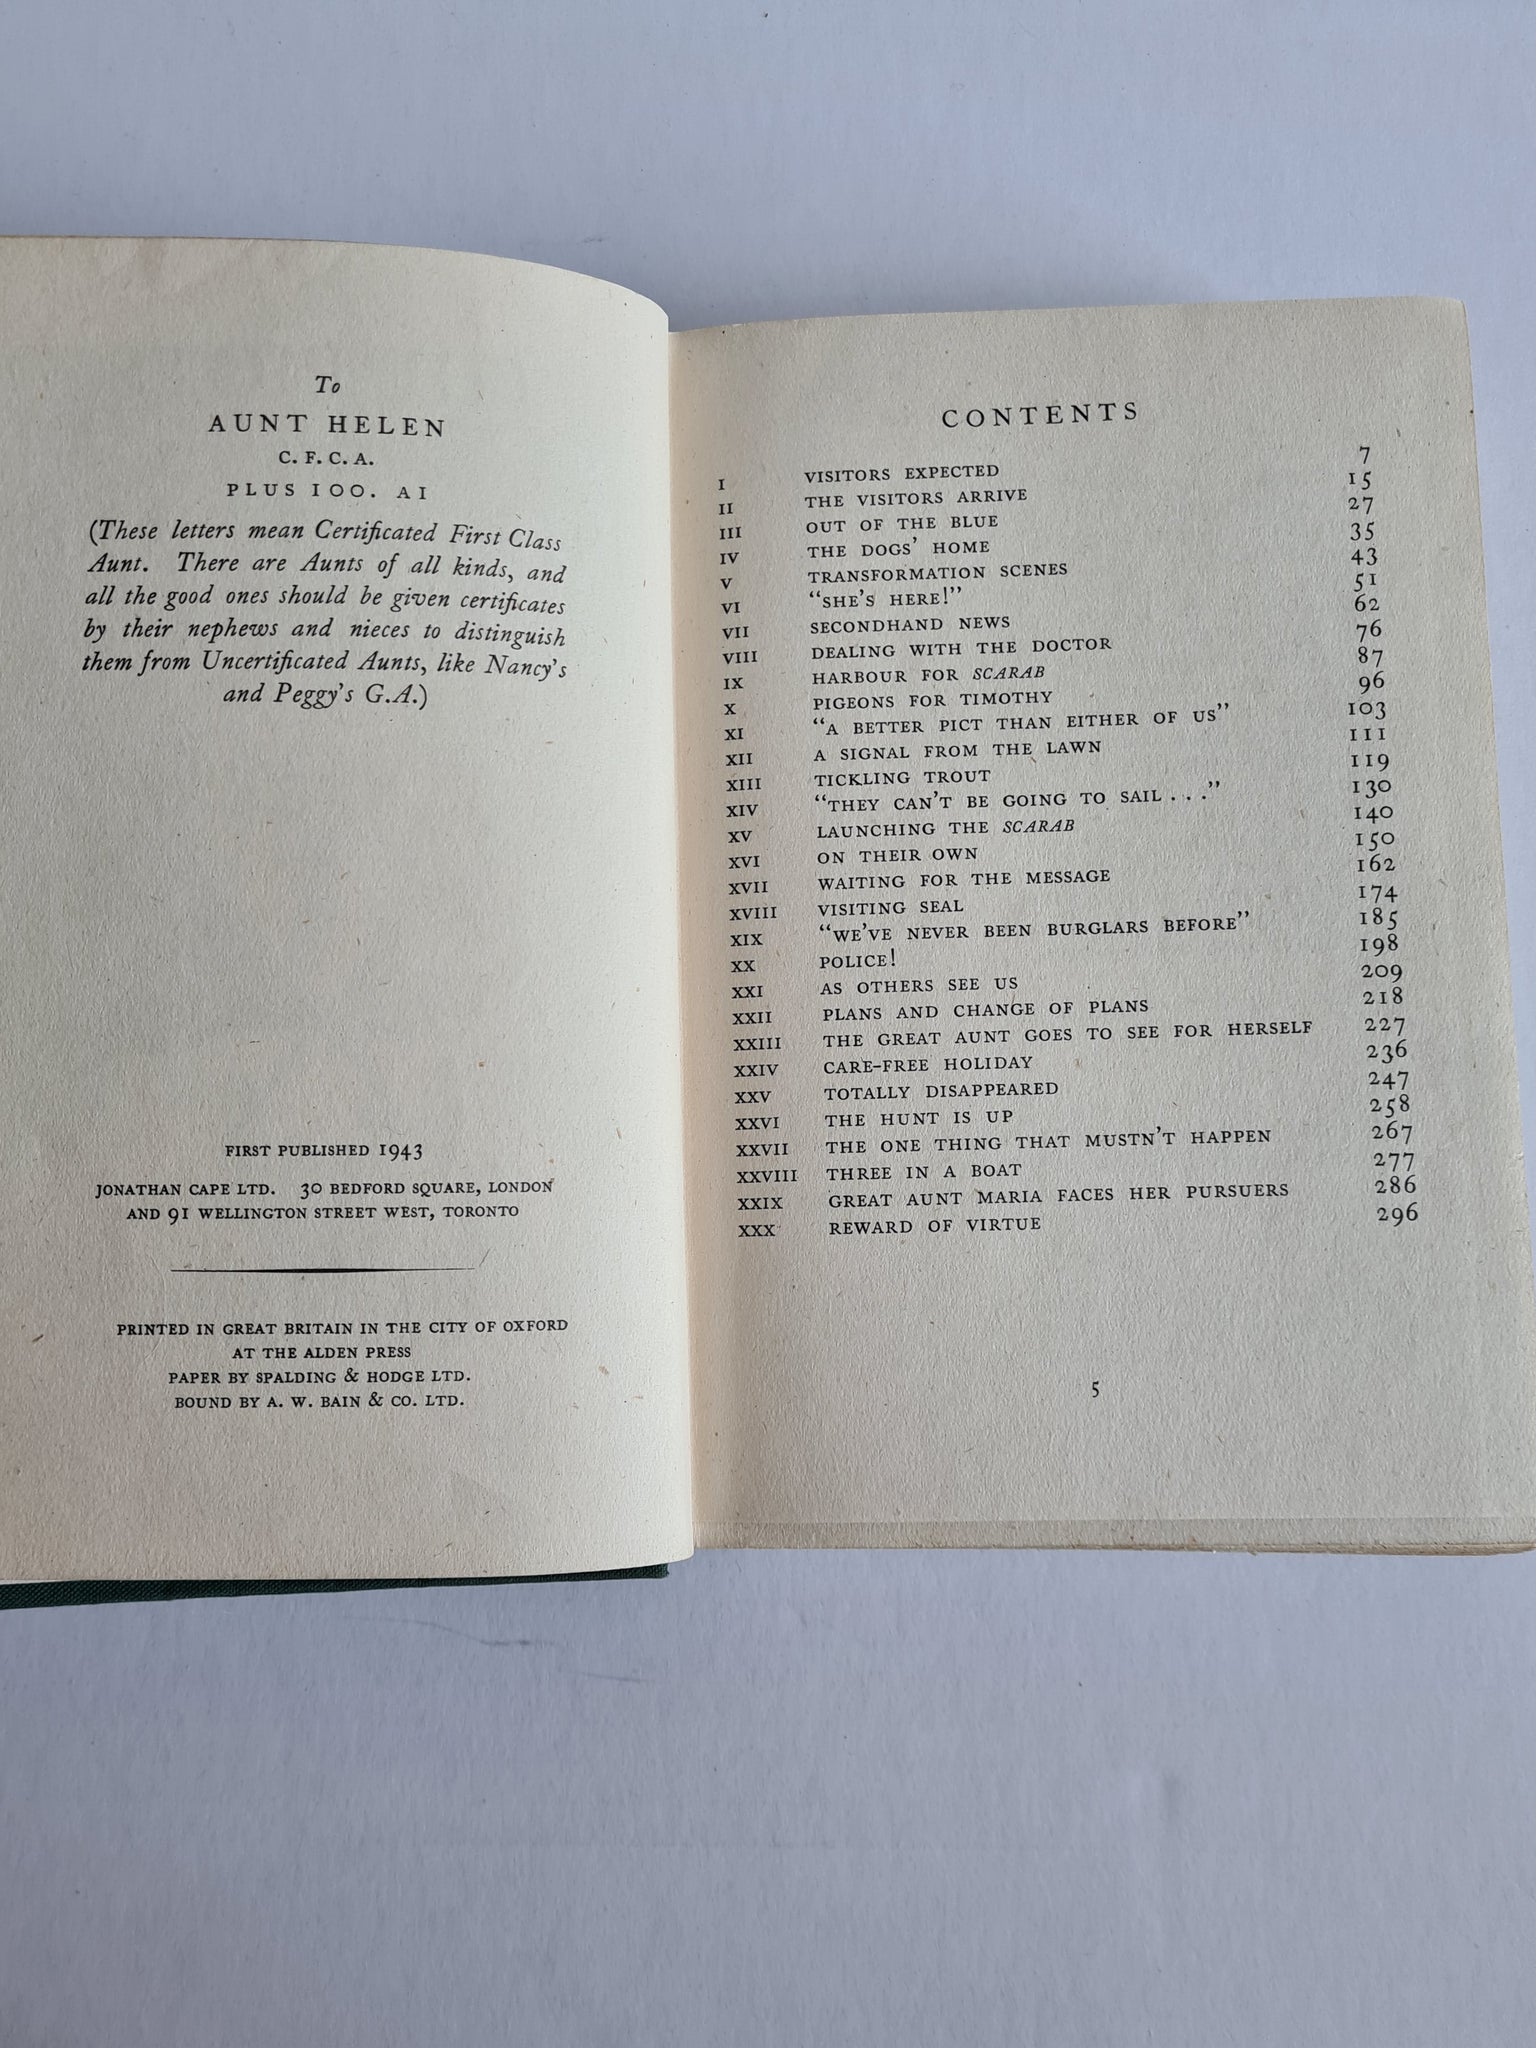 To
AUNT HELEN
C. F. C. A.
PLUS 100. AI
(These letters mean Certificated First Class
Aunt. There are Aunts of all kinds, and
all the good ones should be given certificates
by their nephews and nieces to distinguish
them from Uncertificated Aunts, like Nancy's
and Peggy's G.A.)
FIRST PUBLISHED 1943
JONATHAN CAPE LTD. 30 BEDFORD SQUARE, LONDON
AND 91 WELLINGTON STREET WEST, TORONTO
PRINTED IN GREAT BRITAIN IN THE CITY OF OXFORD
AT THE ALDEN PRESS
PAPER BY SPALDING & HODGE LTD.
BOUND BY A. W. BAIN & CO. LTD.
CONTENTS
I VISITORS EXPECTED 7
II THE VISITORS ARRIVE 15
III OUT OF THE BLUE 27
IV THE DOGS' HOME 35
V TRANSFORMATION SCENES 43
VI "SHE'S HERE!" 51
VII SECONDHAND NEWS 62
VIII DEALING WITH THE DOCTOR 76
IX HARBOUR FOR SCARAB 87
X PIGEONS FOR TIMOTHY 96
XI "A BETTER PICT THAN EITHER OF US" 103
XII A SIGNAL FROM THE LAWN 111
XIII TICKLING TROUT 119
XIV "THEY CAN'T BE GOING TO SAIL . . ." 130
XV LAUNCHING THE SCARAB 140
XVI ON THEIR OWN 150
XVII WAITING FOR THE MESSAGE 162
XVIII VISITING SEAL 174
XIX "WE'VE NEVER BEEN BURGLARS BEFORE" 185
XX POLICE! 198
XXI AS OTHERS SEE US 209
XXII PLANS AND CHANGE OF PLANS 218
XXIII THE GREAT AUNT GOES TO SEE FOR HERSELF 227
XXIV CARE-FREE HOLIDAY 236
XXV TOTALLY DISAPPEARED 247
XXVI THE HUNT IS UP 258
XXVII THE ONE THING THAT MUSTN'T HAPPEN 267
XXVIII THREE IN A BOAT 277
XXIX GREAT AUNT MARIA FACES HER PURSUERS 286
XXX REWARD OF VIRTUE 296
5